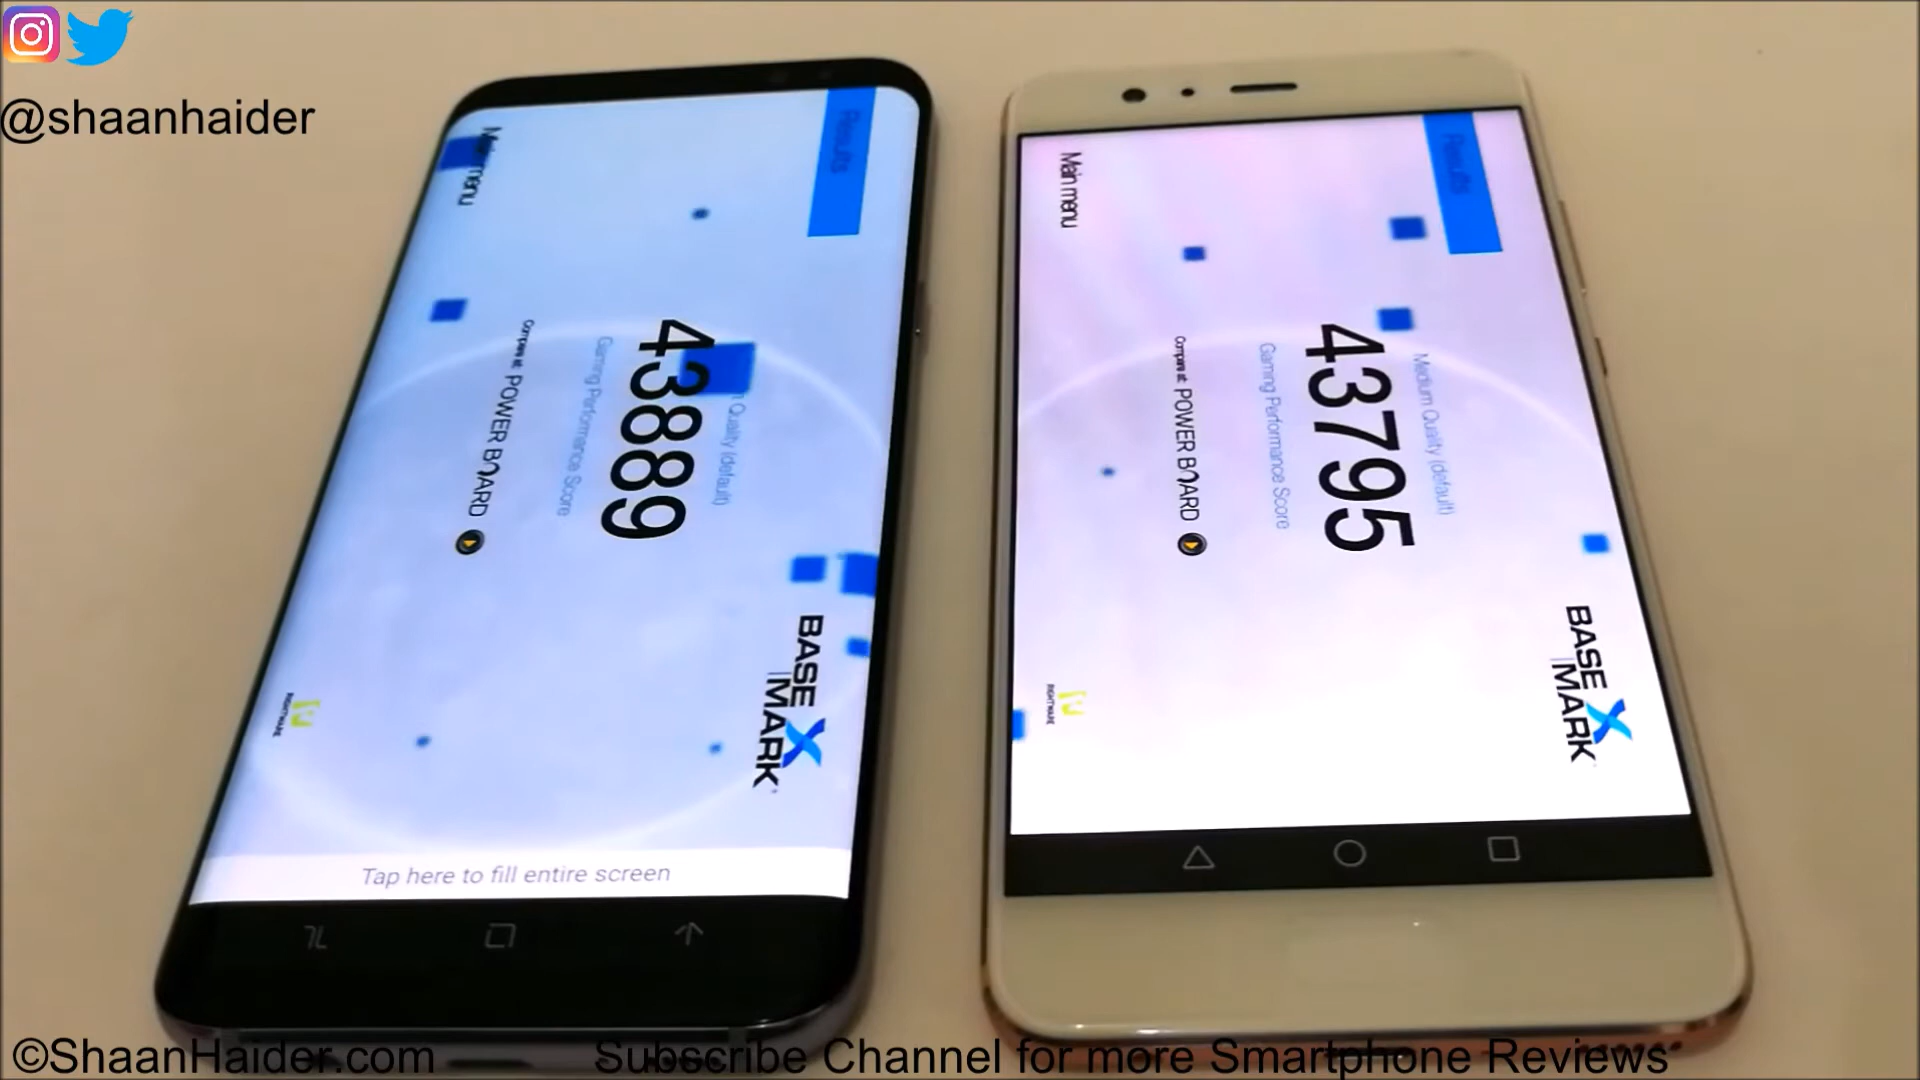 @shaanhaider
Results
Main menu
Quality (default)
43889
Gaming Performance Score
Compare at: POWER BOARD
BASE
MARK
X
RIGHTWARE
Tap here to fill entire screen
Results
Main menu
Medium Quality (default)
43795
Gaming Performance Score
Compare at: POWER BOARD
BASE
MARK
X
RIGHTWARE
©ShaanHaider.com
Subscribe Channel for more Smartphone Reviews